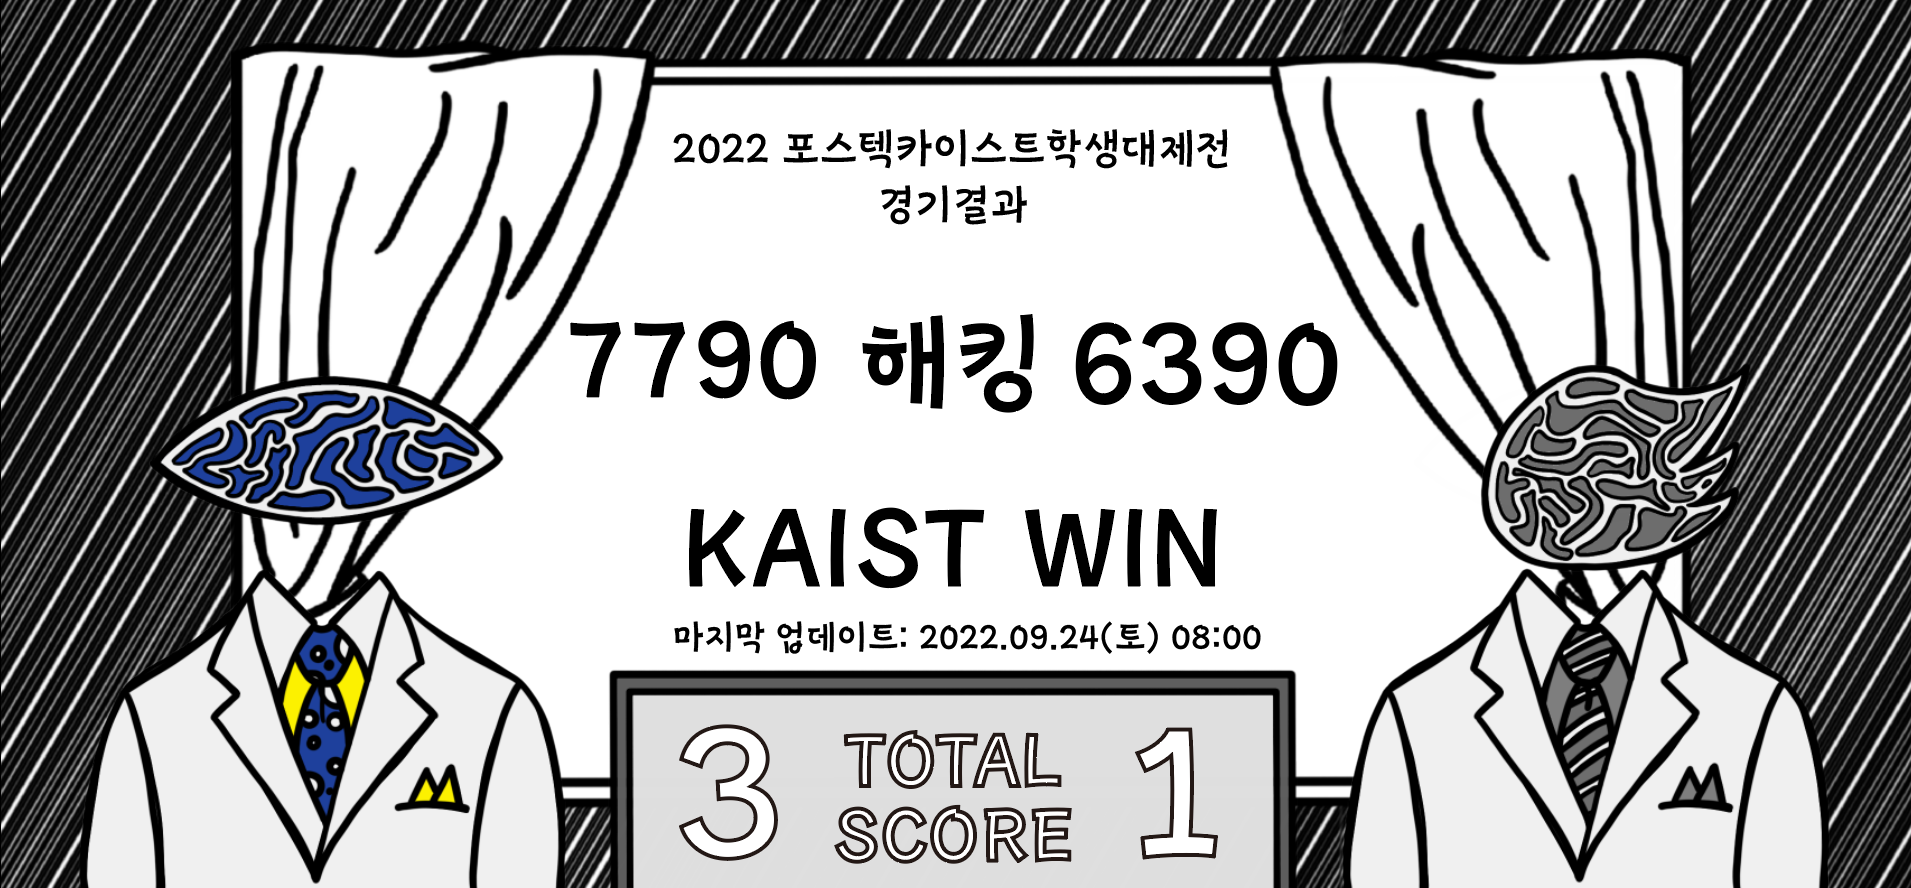 2022 포스텍카이스트학생대제전
경기결과
7790 해킹 6390
KAIST WIN
마지막 업데이트: 2022.09.24(토) 08:00
3 TOTAL SCORE 1